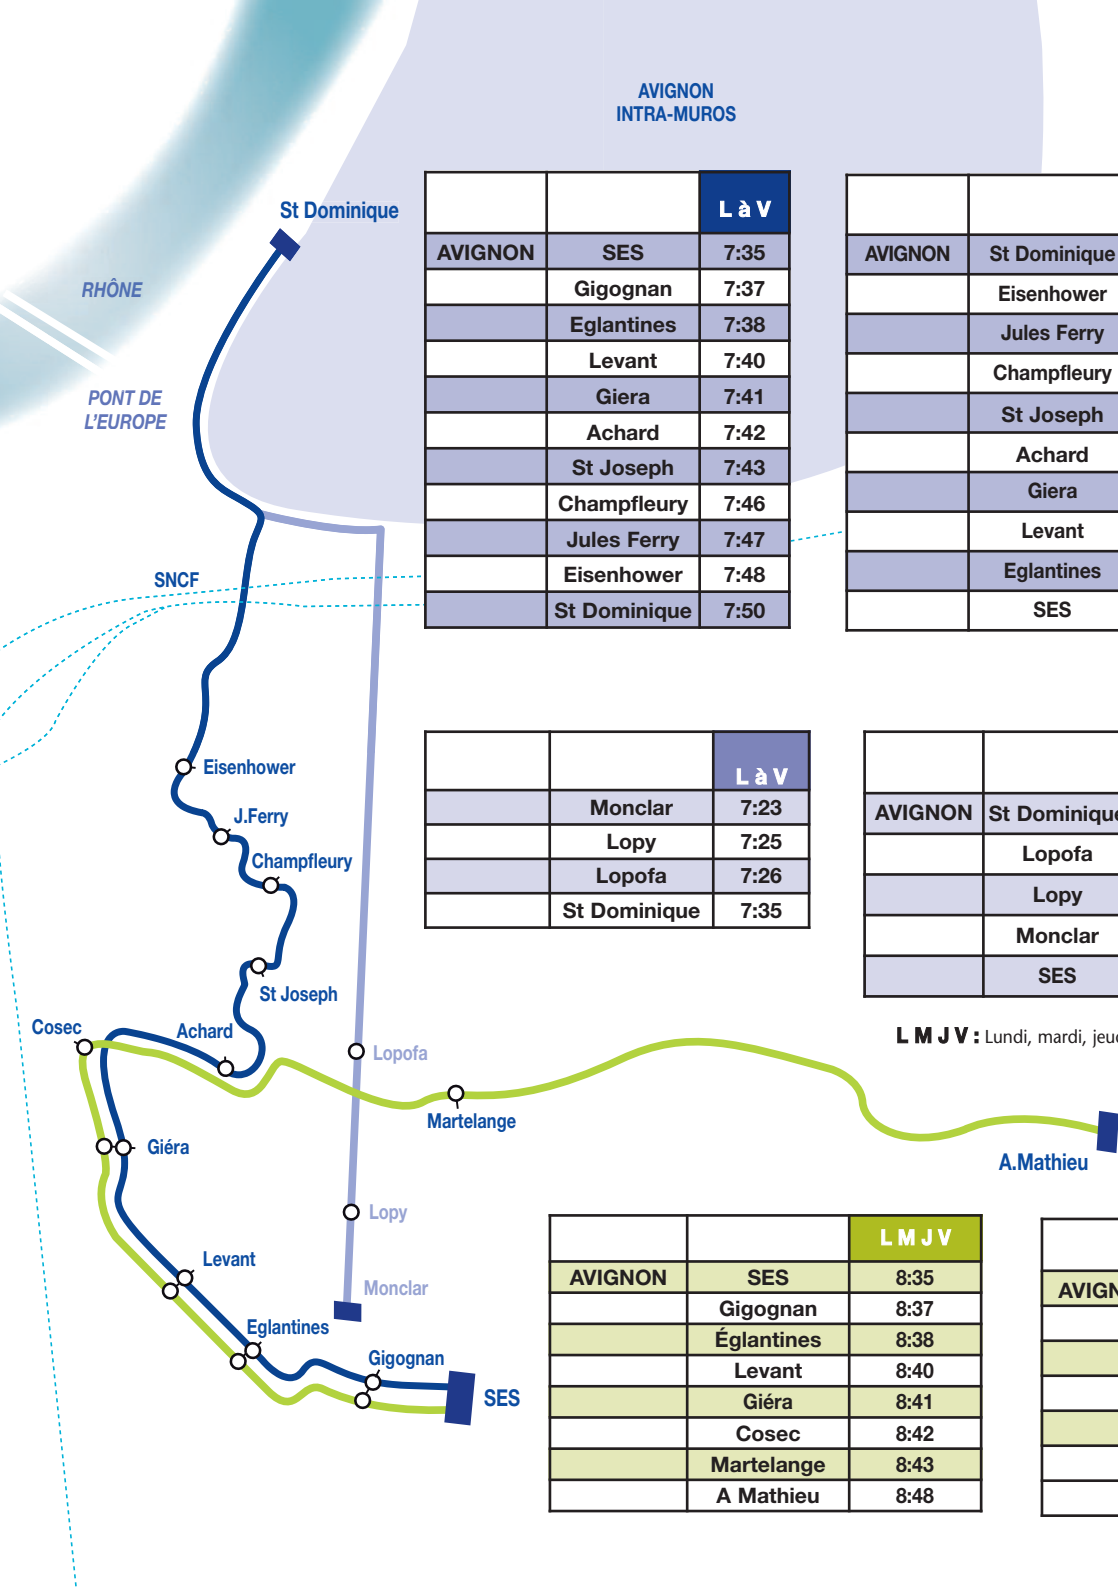 AVIGNON
INTRA-MUROS
St Dominique
RHÔNE
PONT DE
L'EUROPE
SNCF
Eisenhower
J.Ferry
Champfleury
St Joseph
Achard
Cosec
Lopofa
Martelange
A.Mathieu
Giéra
Lopy
Levant
Monclar
Eglantines
Gigognan
SES
L à V
AVIGNON SES 7:35
Gigognan 7:37
Eglantines 7:38
Levant 7:40
Giera 7:41
Achard 7:42
St Joseph 7:43
Champfleury 7:46
Jules Ferry 7:47
Eisenhower 7:48
St Dominique 7:50
AVIGNON St Dominique
Eisenhower
Jules Ferry
Champfleury
St Joseph
Achard
Giera
Levant
Eglantines
SES
L à V
Monclar 7:23
Lopy 7:25
Lopofa 7:26
St Dominique 7:35
AVIGNON St Dominique
Lopofa
Lopy
Monclar
SES
L M J V : Lundi, mardi, jeu
L M J V
AVIGNON SES 8:35
Gigognan 8:37
Églantines 8:38
Levant 8:40
Giéra 8:41
Cosec 8:42
Martelange 8:43
A Mathieu 8:48
AVIGN